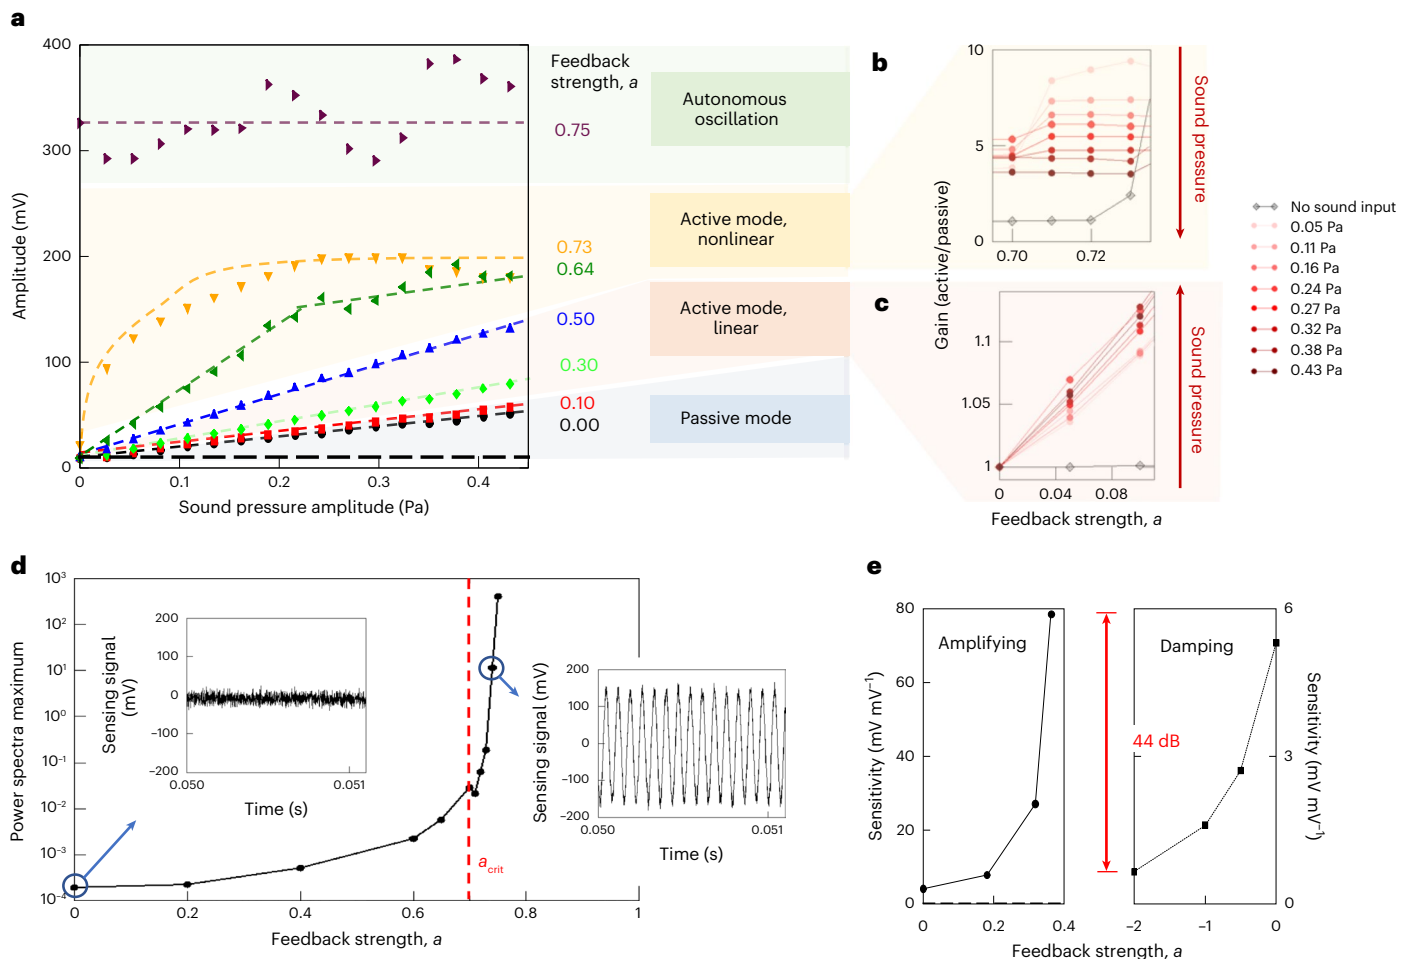 a
400
300
200
100
0
Amplitude (mV)
0
0.1
0.2
0.3
0.4
Sound pressure amplitude (Pa)
Feedback
strength, a
0.75
0.73
0.64
0.50
0.30
0.10
0.00
Autonomous
oscillation
Active mode,
nonlinear
Active mode,
linear
Passive mode
b
10
5
0
0.70
0.72
Sound pressure
Gain (active/passive)
c
1.1
1.05
1
0
0.04
0.08
Feedback strength, a
Sound pressure
No sound input
0.05 Pa
0.11 Pa
0.16 Pa
0.24 Pa
0.27 Pa
0.32 Pa
0.38 Pa
0.43 Pa
d
10³
10²
10¹
10⁰
10⁻¹
10⁻²
10⁻³
10⁻⁴
Power spectra maximum
0
0.2
0.4
0.6
0.8
1
Feedback strength, a
a_crit
200
100
0
−100
−200
Sensing signal
(mV)
0.050
0.051
Time (s)
200
100
0
−100
−200
Sensing signal (mV)
0.050
0.051
Time (s)
e
80
60
40
20
0
Sensitivity (mV mV⁻¹)
Amplifying
0
0.2
0.4
44 dB
Damping
6
3
0
Sensitivity (mV mV⁻¹)
−2
−1
0
Feedback strength, a